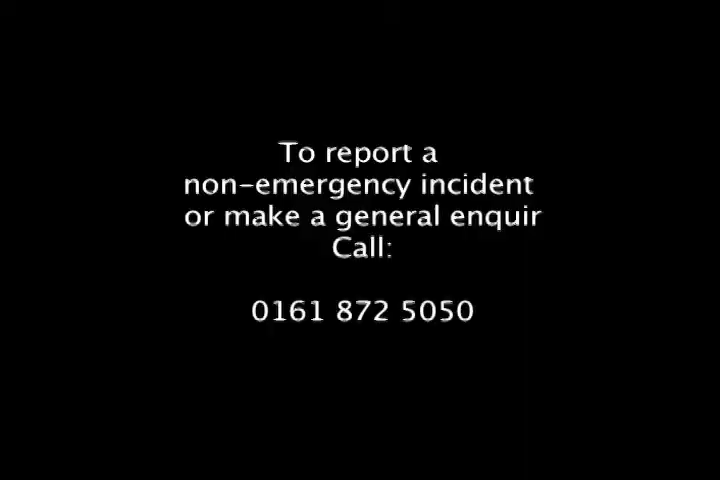 To report a
non-emergency incident
or make a general enquir
Call:
0161 872 5050